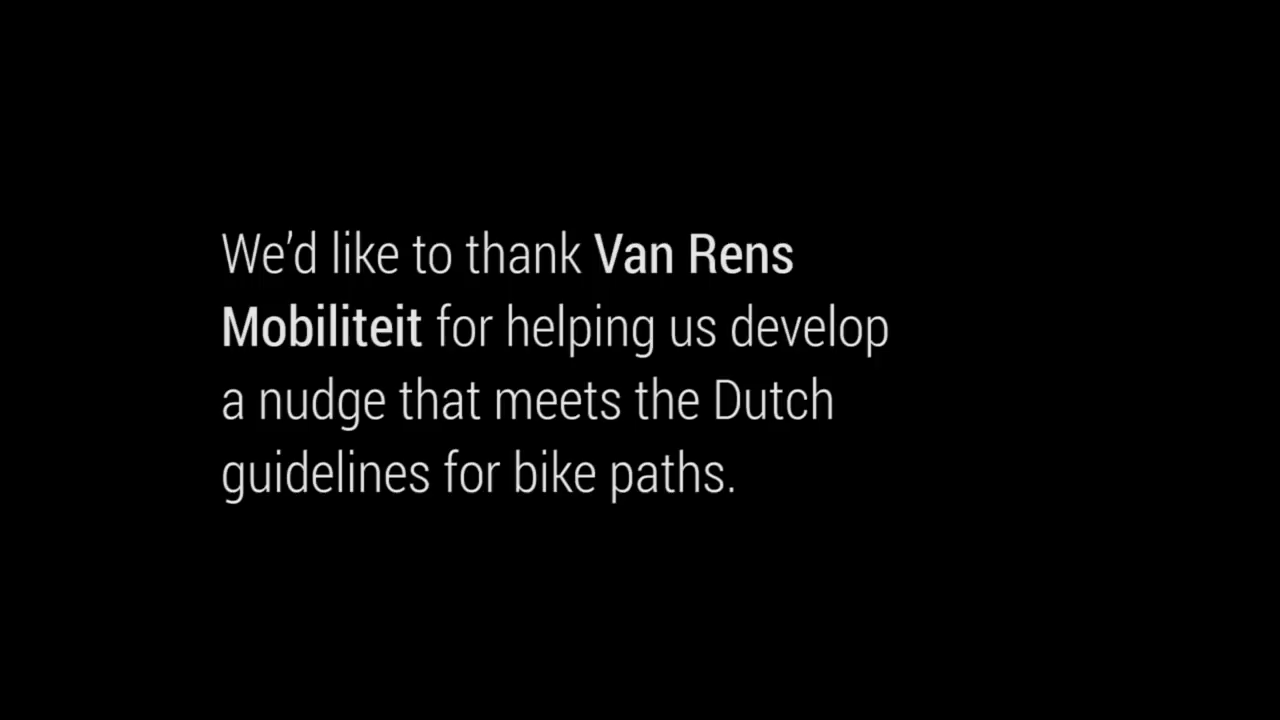 We’d like to thank Van Rens
Mobiliteit for helping us develop
a nudge that meets the Dutch
guidelines for bike paths.